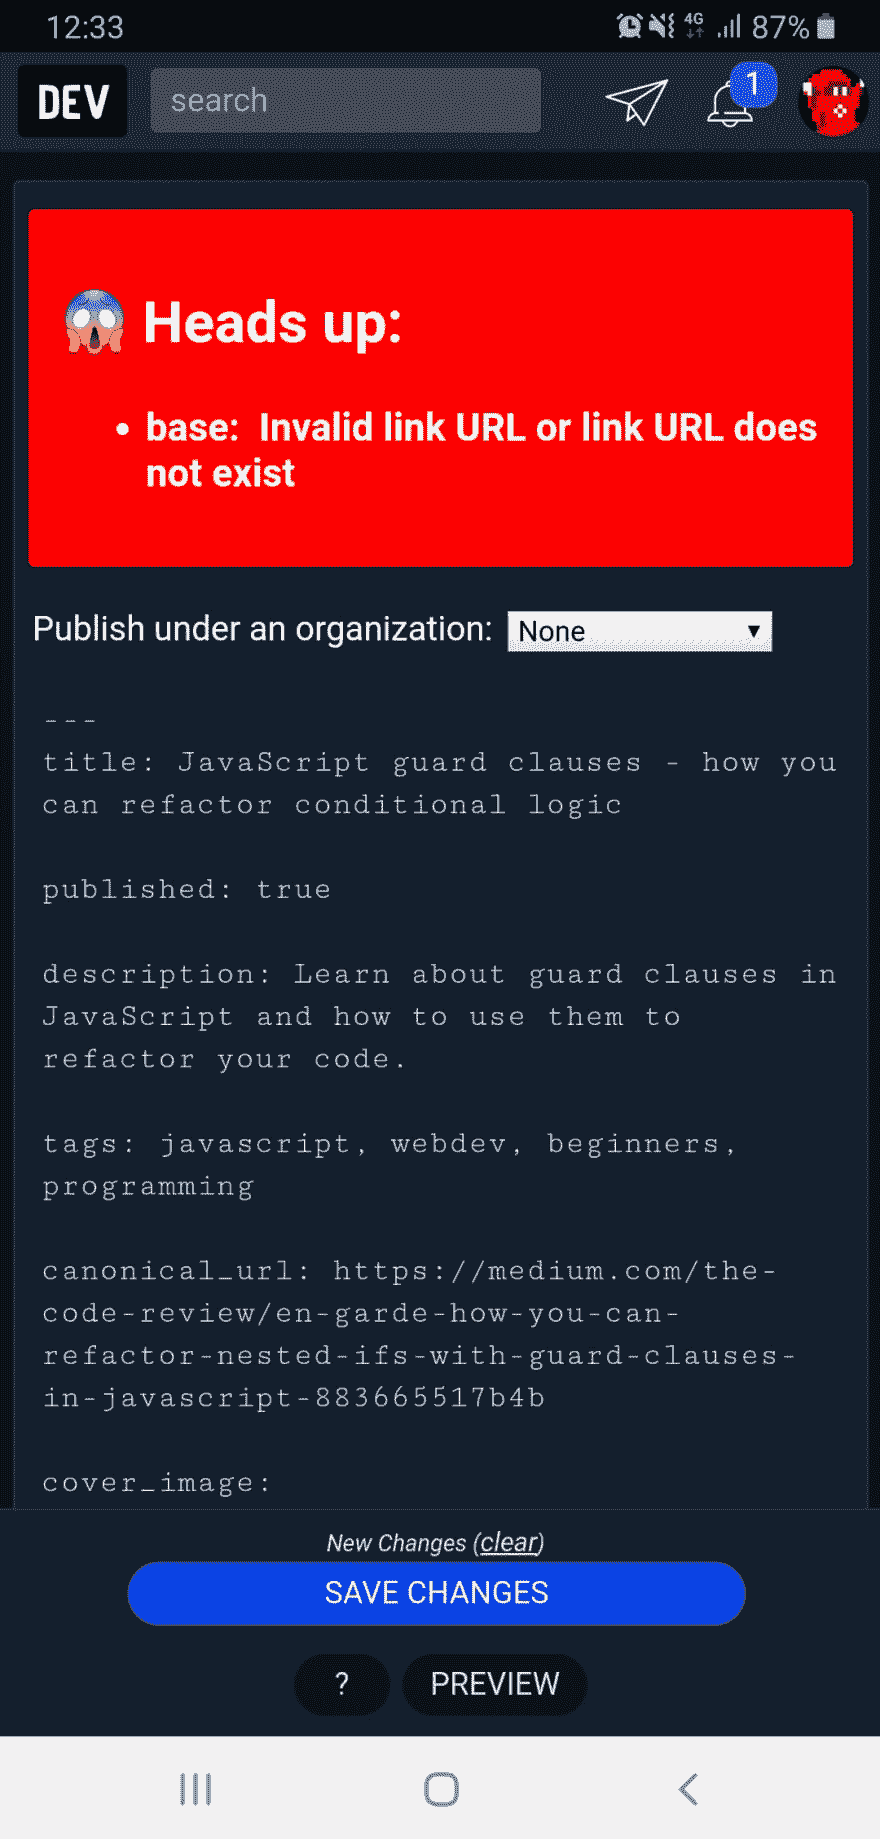 12:33 4G 87%
DEV search 1
Heads up:
• base: Invalid link URL or link URL does
not exist
Publish under an organization: None
---
title: JavaScript guard clauses - how you
can refactor conditional logic
published: true
description: Learn about guard clauses in
JavaScript and how to use them to
refactor your code.
tags: javascript, webdev, beginners,
programming
canonical_url: https://medium.com/the-
code-review/en-garde-how-you-can-
refactor-nested-ifs-with-guard-clauses-
in-javascript-883665517b4b
cover_image:
New Changes (clear)
SAVE CHANGES
? PREVIEW